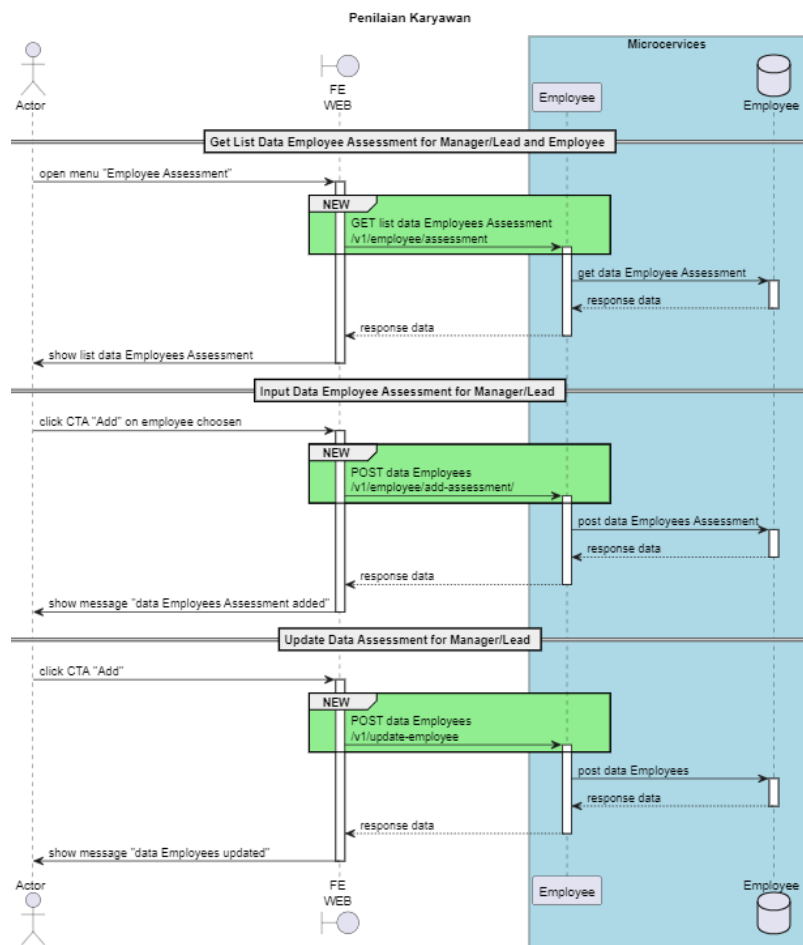 Penilaian Karyawan
Microcervices
Actor
FE
WEB
Employee
Employee
Get List Data Employee Assessment for Manager/Lead and Employee
open menu "Employee Assessment"
NEW
GET list data Employees Assessment
/v1/employee/assessment
get data Employee Assessment
response data
response data
show list data Employees Assessment
Input Data Employee Assessment for Manager/Lead
click CTA "Add" on employee choosen
NEW
POST data Employees
/v1/employee/add-assessment/
post data Employees Assessment
response data
response data
show message "data Employees Assessment added"
Update Data Assessment for Manager/Lead
click CTA "Add"
NEW
POST data Employees
/v1/update-employee
post data Employees
response data
response data
show message "data Employees updated"
Actor
FE
WEB
Employee
Employee